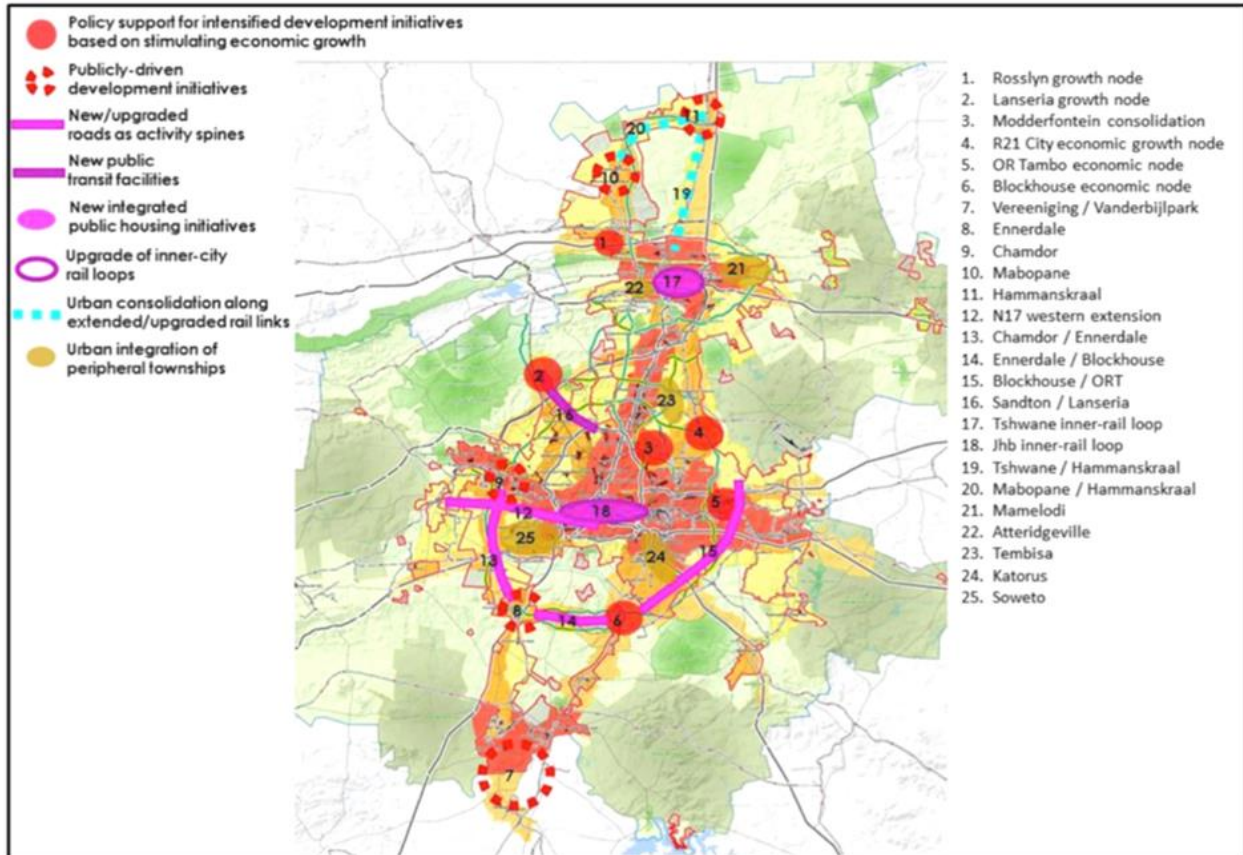 Policy support for intensified development initiatives
based on stimulating economic growth
Publicly-driven
development initiatives
New/upgraded
roads as activity spines
New public
transit facilities
New integrated
public housing initiatives
Upgrade of inner-city
rail loops
Urban consolidation along
extended/upgraded rail links
Urban integration of
peripheral townships
11
20
10
19
1
21
17
22
2
23
16
4
3
9
5
12
18
25
24
15
13
8
14
6
7
1. Rosslyn growth node
2. Lanseria growth node
3. Modderfontein consolidation
4. R21 City economic growth node
5. OR Tambo economic node
6. Blockhouse economic node
7. Vereeniging / Vanderbijlpark
8. Ennerdale
9. Chamdor
10. Mabopane
11. Hammanskraal
12. N17 western extension
13. Chamdor / Ennerdale
14. Ennerdale / Blockhouse
15. Blockhouse / ORT
16. Sandton / Lanseria
17. Tshwane inner-rail loop
18. Jhb inner-rail loop
19. Tshwane / Hammanskraal
20. Mabopane / Hammanskraal
21. Mamelodi
22. Atteridgeville
23. Tembisa
24. Katorus
25. Soweto